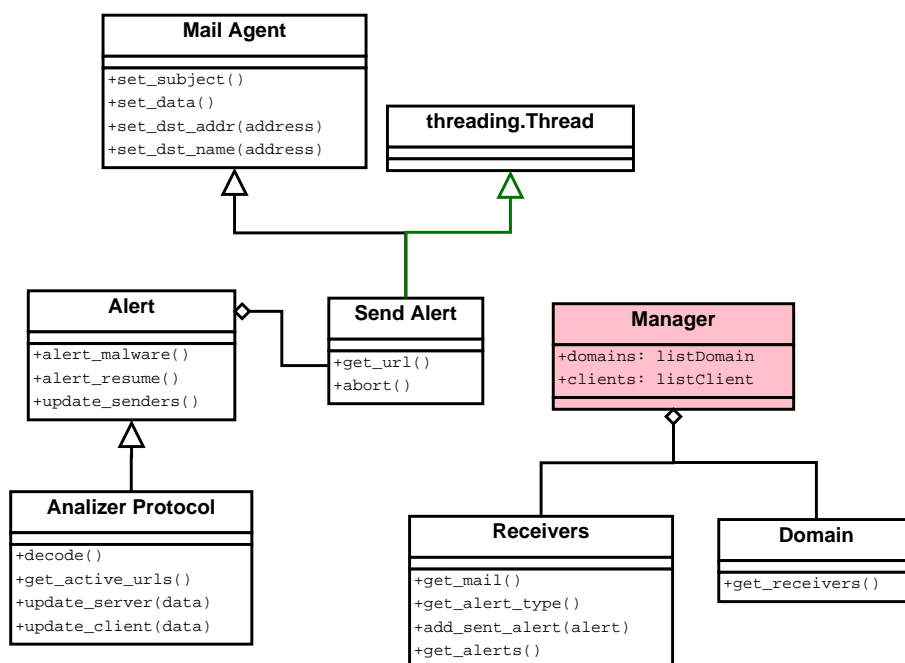 Mail Agent
+set_subject()
+set_data()
+set_dst_addr(address)
+set_dst_name(address)
threading.Thread
Alert
+alert_malware()
+alert_resume()
+update_senders()
Send Alert
+get_url()
+abort()
Manager
+domains: listDomain
+clients: listClient
Analizer Protocol
+decode()
+get_active_urls()
+update_server(data)
+update_client(data)
Receivers
+get_mail()
+get_alert_type()
+add_sent_alert(alert)
+get_alerts()
Domain
+get_receivers()